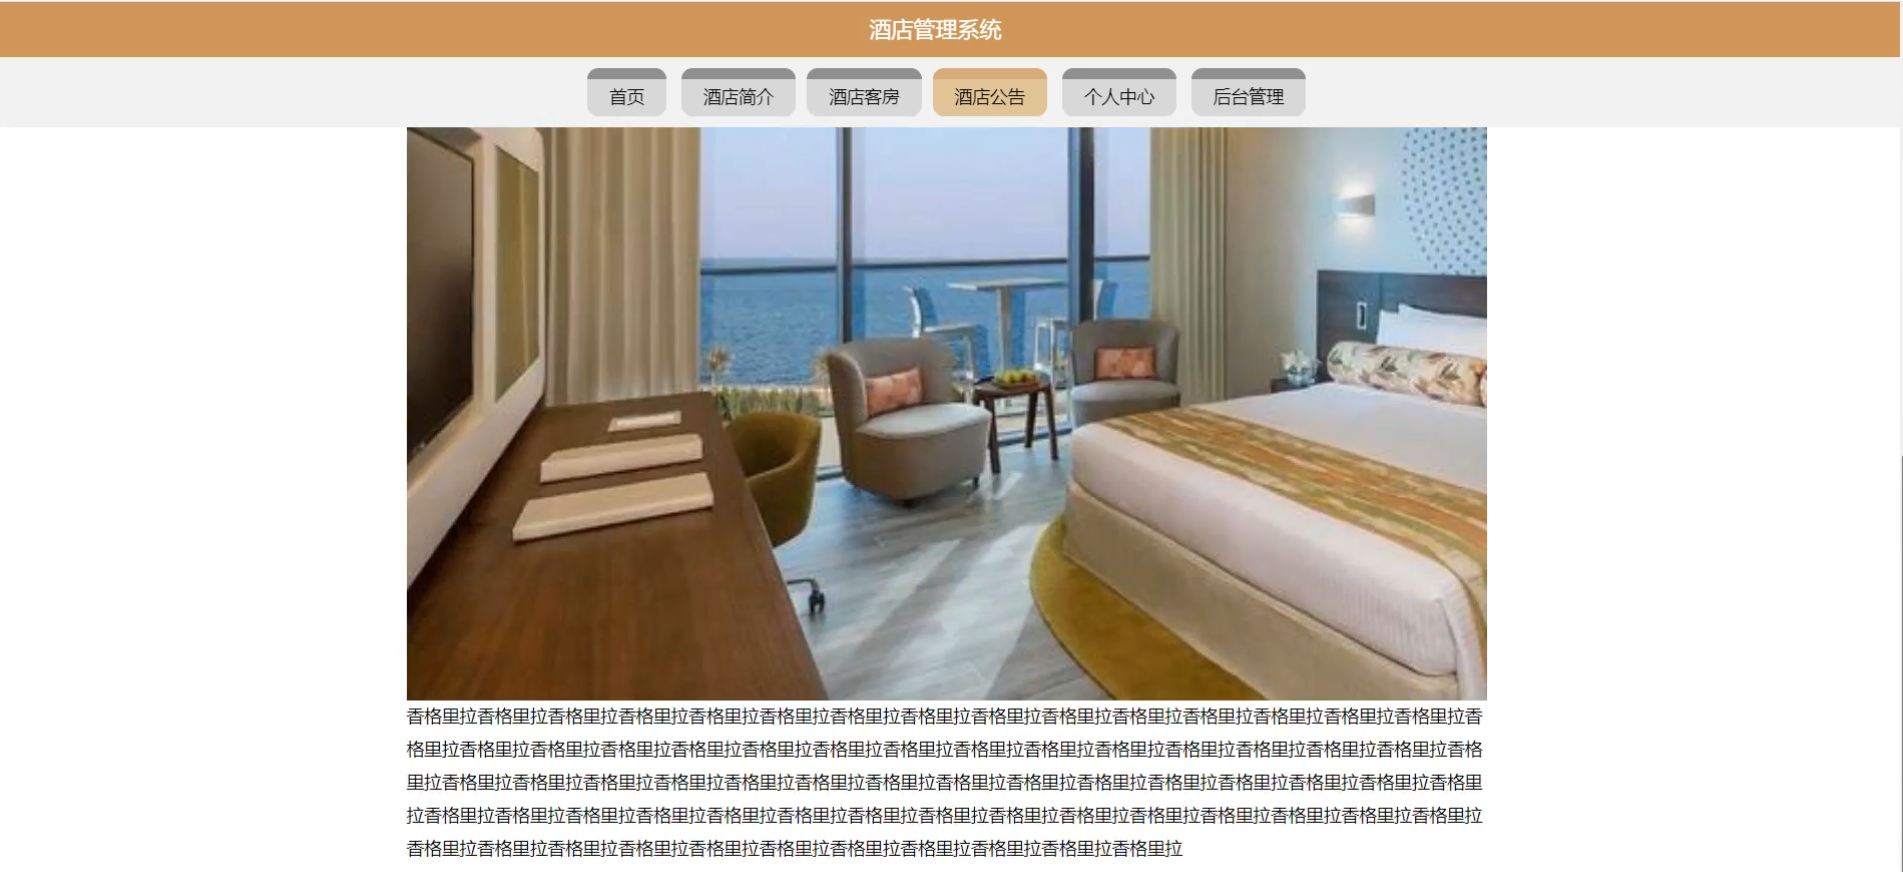 酒店管理系统
首页
酒店简介
酒店客房
酒店公告
个人中心
后台管理
香格里拉香格里拉香格里拉香格里拉香格里拉香格里拉香格里拉香格里拉香格里拉香格里拉香格里拉香格里拉香格里拉香格里拉香格里拉香
格里拉香格里拉香格里拉香格里拉香格里拉香格里拉香格里拉香格里拉香格里拉香格里拉香格里拉香格里拉香格里拉香格里拉香格里拉香格
里拉香格里拉香格里拉香格里拉香格里拉香格里拉香格里拉香格里拉香格里拉香格里拉香格里拉香格里拉香格里拉香格里拉香格里拉香格里
拉香格里拉香格里拉香格里拉香格里拉香格里拉香格里拉香格里拉香格里拉香格里拉香格里拉香格里拉香格里拉香格里拉香格里拉香格里拉
香格里拉香格里拉香格里拉香格里拉香格里拉香格里拉香格里拉香格里拉香格里拉香格里拉香格里拉